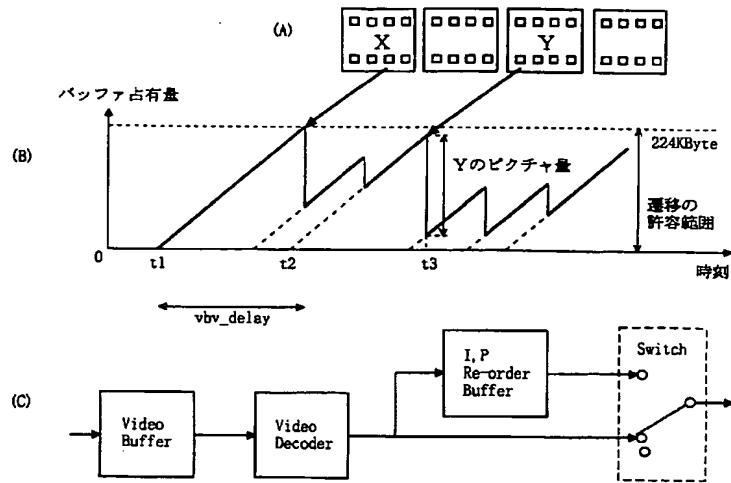 (A)
X
Y
バッファ占有量
(B)
224KByte
Yのピクチャ量
遷移の
許容範囲
0
t1
t2
t3
時刻
vbv_delay
(C)
Video
Buffer
Video
Decoder
I,P
Re-order
Buffer
Switch